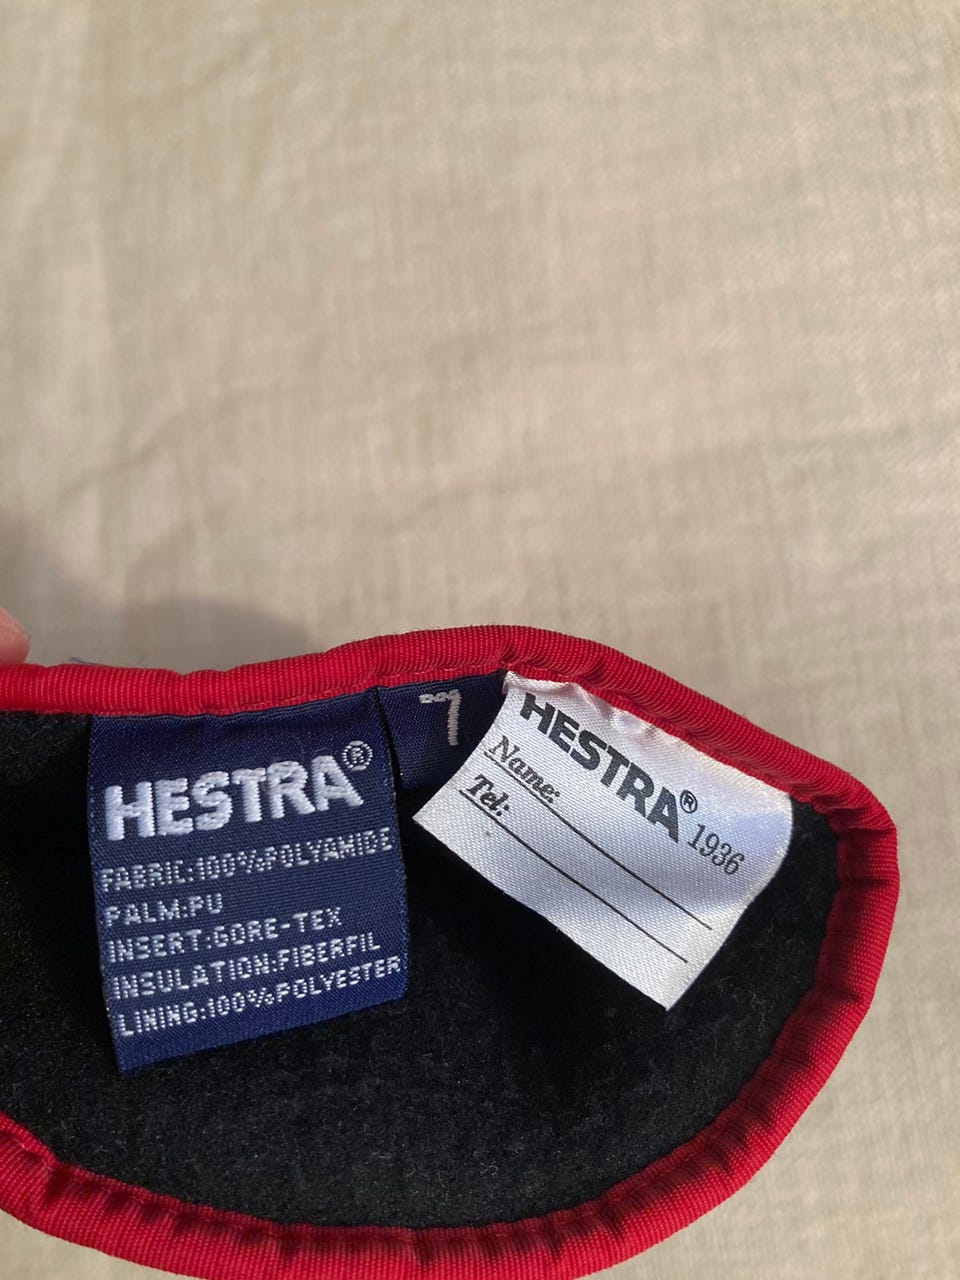 HESTRA®
FABRIC:100%POLYAMIDE
PALM:PU
INSERT:GORE-TEX
INSULATION:FIBERFIL
LINING:100%POLYESTER
7
HESTRA® 1936
Name:
Tel: